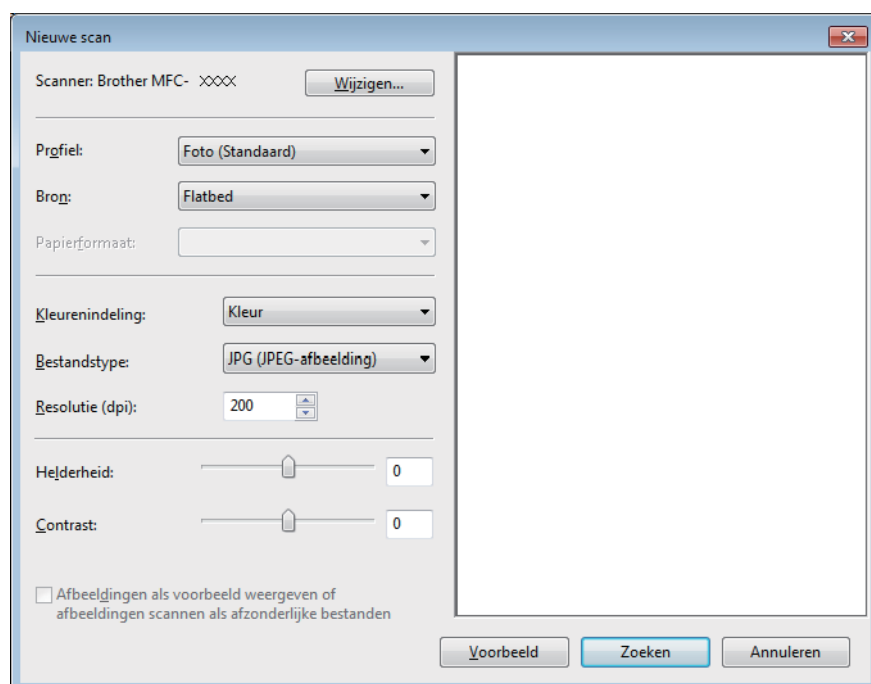 Nieuwe scan
Scanner: Brother MFC- XXXX
Wijzigen...
Profiel:
Foto (Standaard)
Bron:
Flatbed
Papierformaat:
Kleurenindeling:
Kleur
Bestandstype:
JPG (JPEG-afbeelding)
Resolutie (dpi):
200
Helderheid:
0
Contrast:
0
Afbeeldingen als voorbeeld weergeven of
afbeeldingen scannen als afzonderlijke bestanden
Voorbeeld
Zoeken
Annuleren